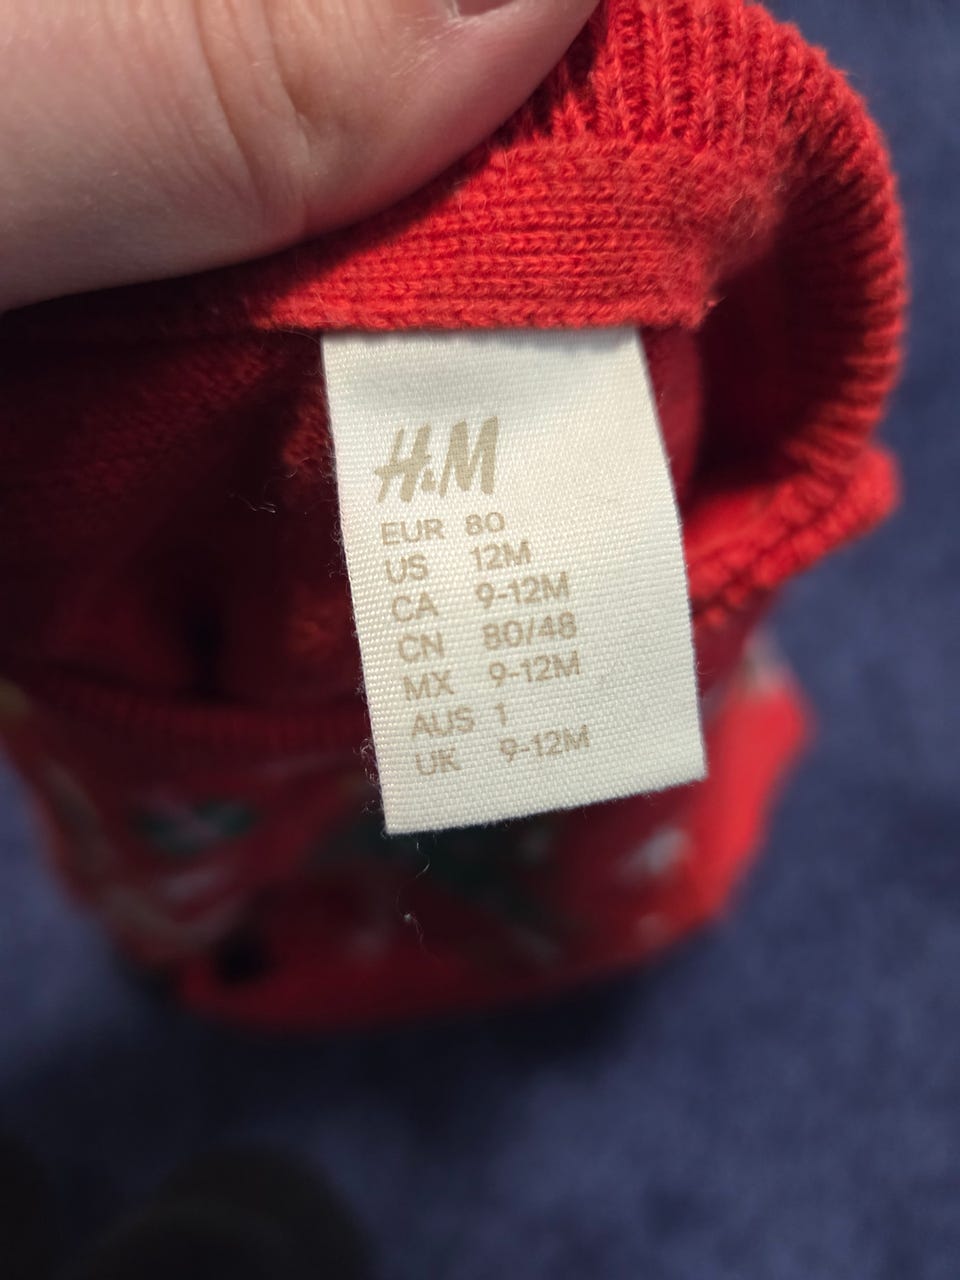 H&M
EUR 80
US 12M
CA 9-12M
CN 80/48
MX 9-12M
AUS 1
UK 9-12M